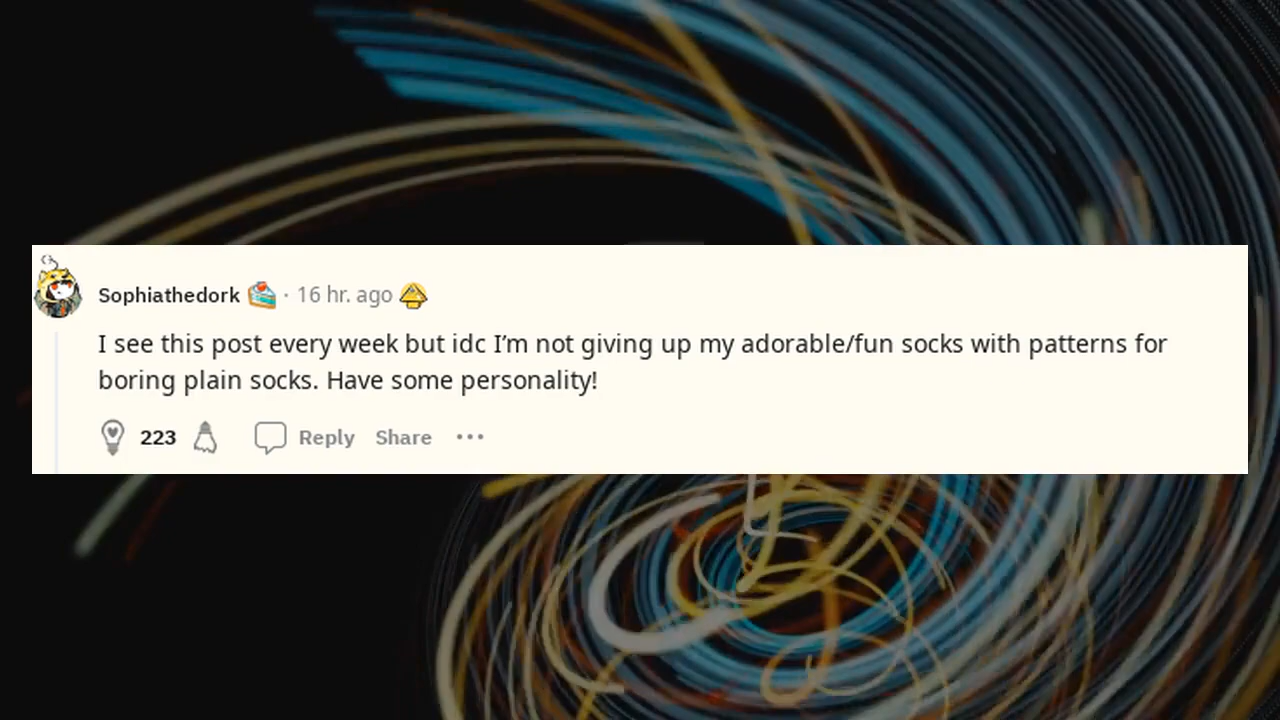 Sophiathedork · 16 hr. ago
I see this post every week but idc I’m not giving up my adorable/fun socks with patterns for
boring plain socks. Have some personality!
223 Reply Share ···